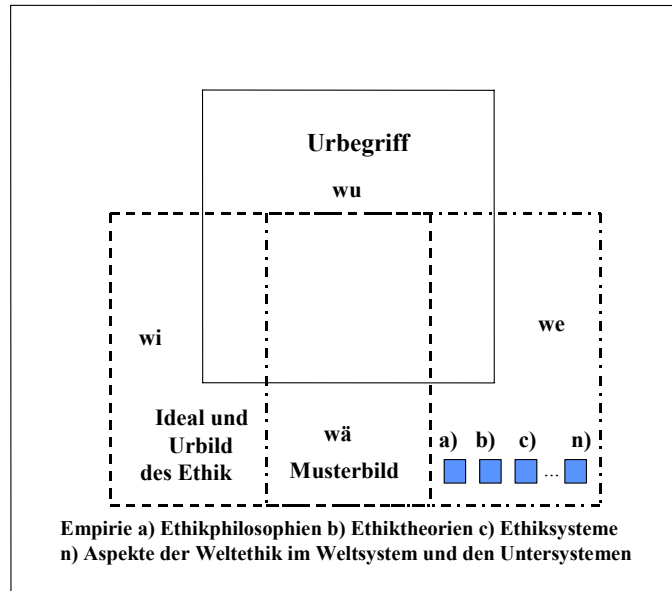 Urbegriff
wu
wi
we
Ideal und
Urbild
des Ethik
wä
Musterbild
a) b) c) n)
...
Empirie a) Ethikphilosophien b) Ethiktheorien c) Ethiksysteme
n) Aspekte der Weltethik im Weltsystem und den Untersystemen